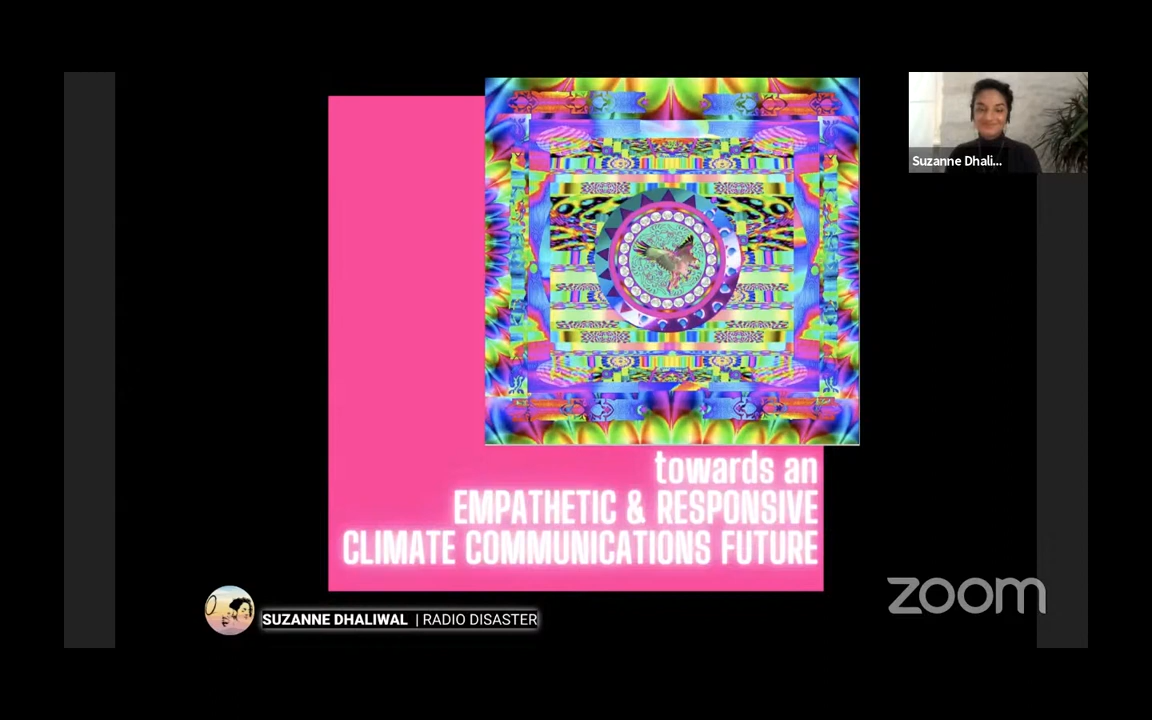 Suzanne Dhali...
towards an
EMPATHETIC & RESPONSIVE
CLIMATE COMMUNICATIONS FUTURE
SUZANNE DHALIWAL | RADIO DISASTER
zoom